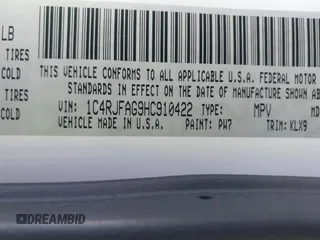 LB
TIRES
COLD
TIRES
COLD
THIS VEHICLE CONFORMS TO ALL APPLICABLE U.S.A. FEDERAL MOTOR
STANDARDS IN EFFECT ON THE DATE OF MANUFACTURE SHOWN AB
VIN: 1C4RJFAG9HC910422 TYPE: MPV MD
VEHICLE MADE IN U.S.A. PAINT: PW7 TRIM: KLX9
DREAMBID